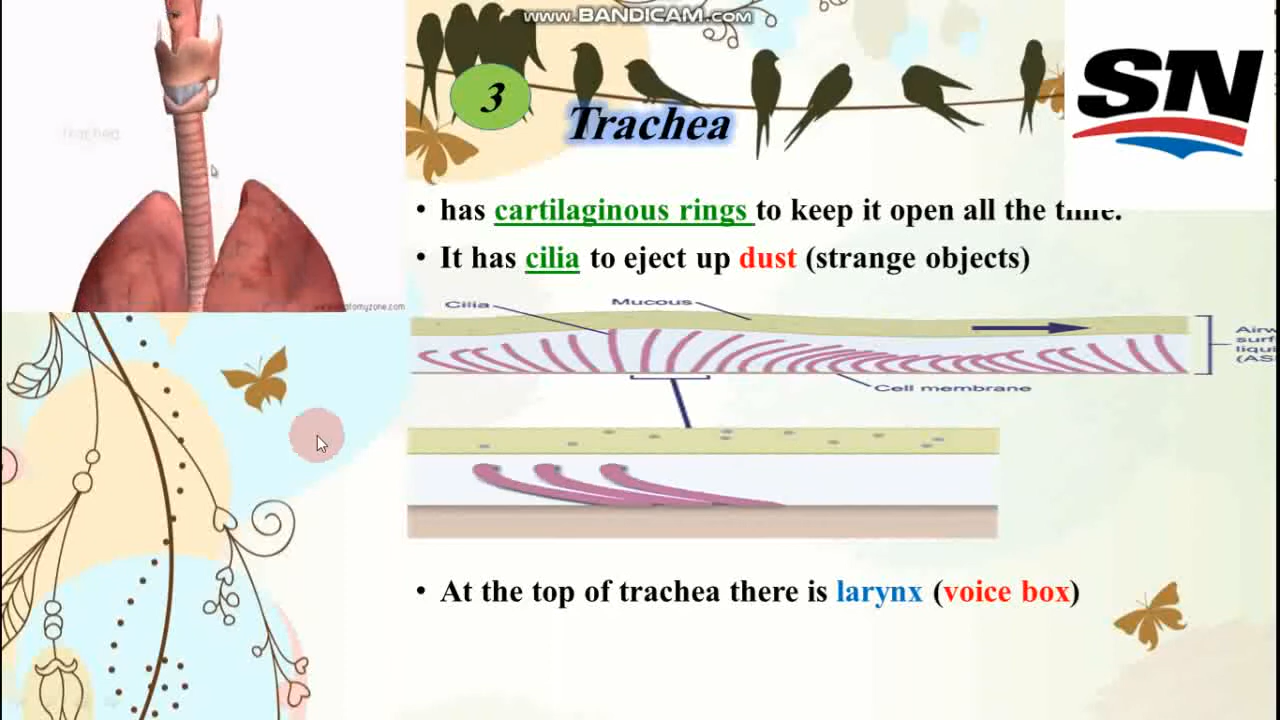 www.BANDICAM.com
SN
3
Trachea
Trachea
• has cartilaginous rings to keep it open all the time.
• It has cilia to eject up dust (strange objects)
Cilia
Mucous
Cell membrane
• At the top of trachea there is larynx (voice box)